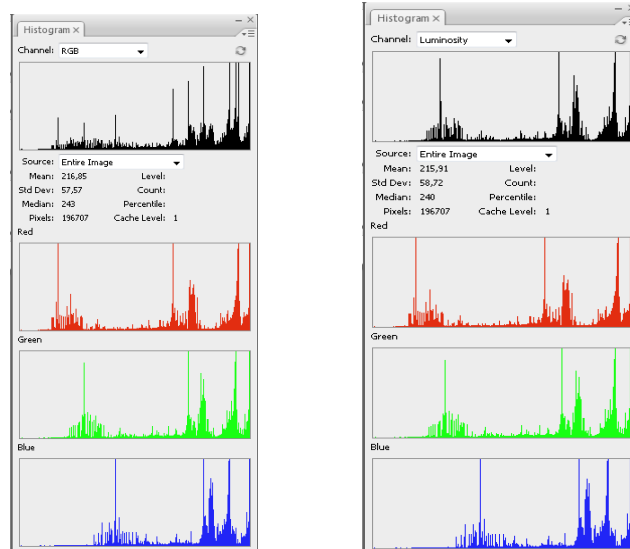 Histogram ×
Channel: RGB
Source: Entire Image
Mean: 216,85 Level:
Std Dev: 57,57 Count:
Median: 243 Percentile:
Pixels: 196707 Cache Level: 1
Red
Green
Blue
Histogram ×
Channel: Luminosity
Source: Entire Image
Mean: 215,91 Level:
Std Dev: 58,72 Count:
Median: 240 Percentile:
Pixels: 196707 Cache Level: 1
Red
Green
Blue